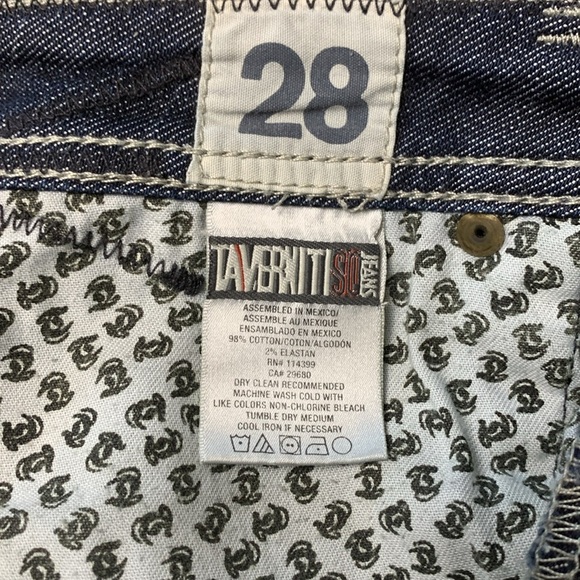 28
TAVERNITI SO JEANS
ASSEMBLED IN MEXICO/
ASSEMBLE AU MEXIQUE
ENSAMBLADO EN MEXICO
98% COTTON/COTON/ALGODÓN
2% ELASTAN
RN# 114399
CA# 29680
DRY CLEAN RECOMMENDED
MACHINE WASH COLD WITH
LIKE COLORS NON-CHLORINE BLEACH
TUMBLE DRY MEDIUM
COOL IRON IF NECESSARY